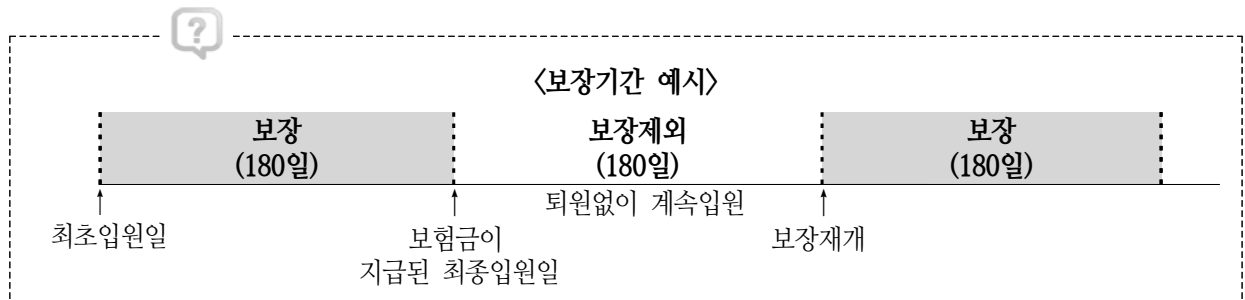 ?
〈보장기간 예시〉
보장 보장제외 보장
(180일) (180일) (180일)
퇴원없이 계속입원
최초입원일 보험금이 보장재개
지급된 최종입원일